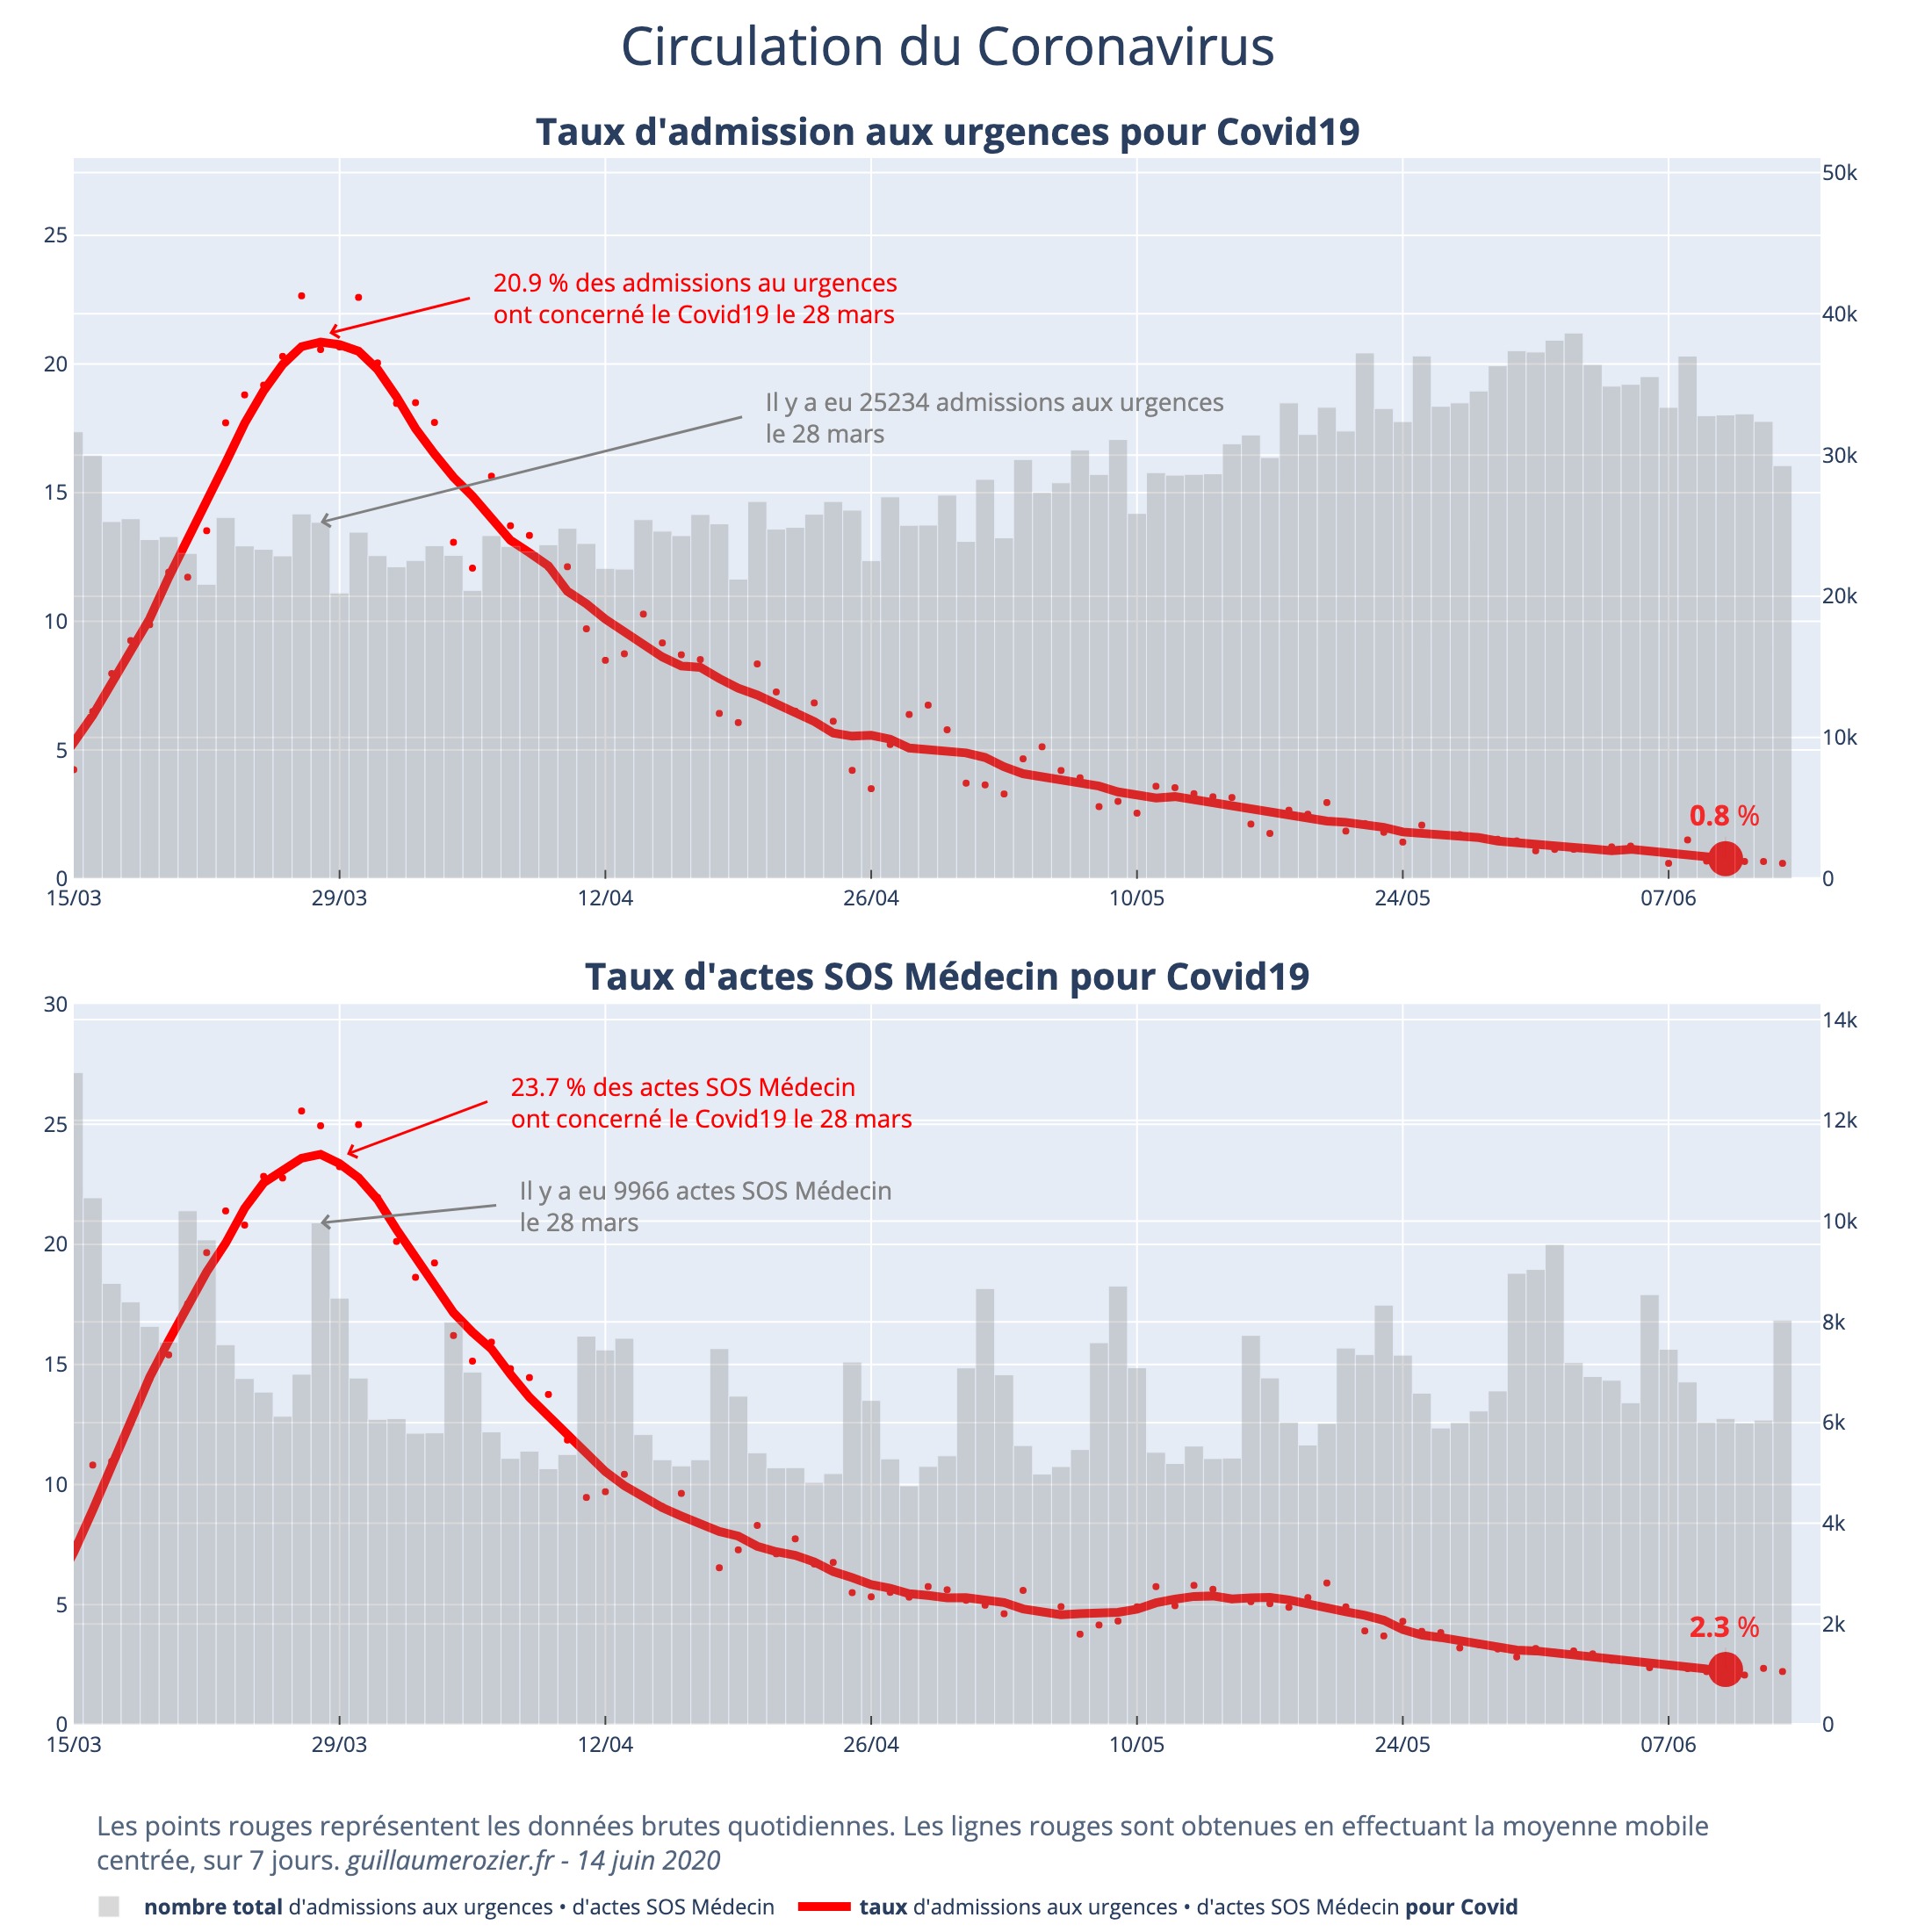 Circulation du Coronavirus
Taux d'admission aux urgences pour Covid19
50k
25
20.9 % des admissions au urgences
ont concerné le Covid19 le 28 mars
40k
20
Il y a eu 25234 admissions aux urgences
le 28 mars
30k
15
20k
10
10k
5
0.8 %
0
0
15/03
29/03
12/04
26/04
10/05
24/05
07/06
Taux d'actes SOS Médecin pour Covid19
30
14k
23.7 % des actes SOS Médecin
ont concerné le Covid19 le 28 mars
12k
25
Il y a eu 9966 actes SOS Médecin
le 28 mars
10k
20
8k
15
6k
10
4k
5
2.3 %
2k
0
0
15/03
29/03
12/04
26/04
10/05
24/05
07/06
Les points rouges représentent les données brutes quotidiennes. Les lignes rouges sont obtenues en effectuant la moyenne mobile
centrée, sur 7 jours. guillaumerozier.fr - 14 juin 2020
nombre total d'admissions aux urgences • d'actes SOS Médecin
taux d'admissions aux urgences • d'actes SOS Médecin pour Covid